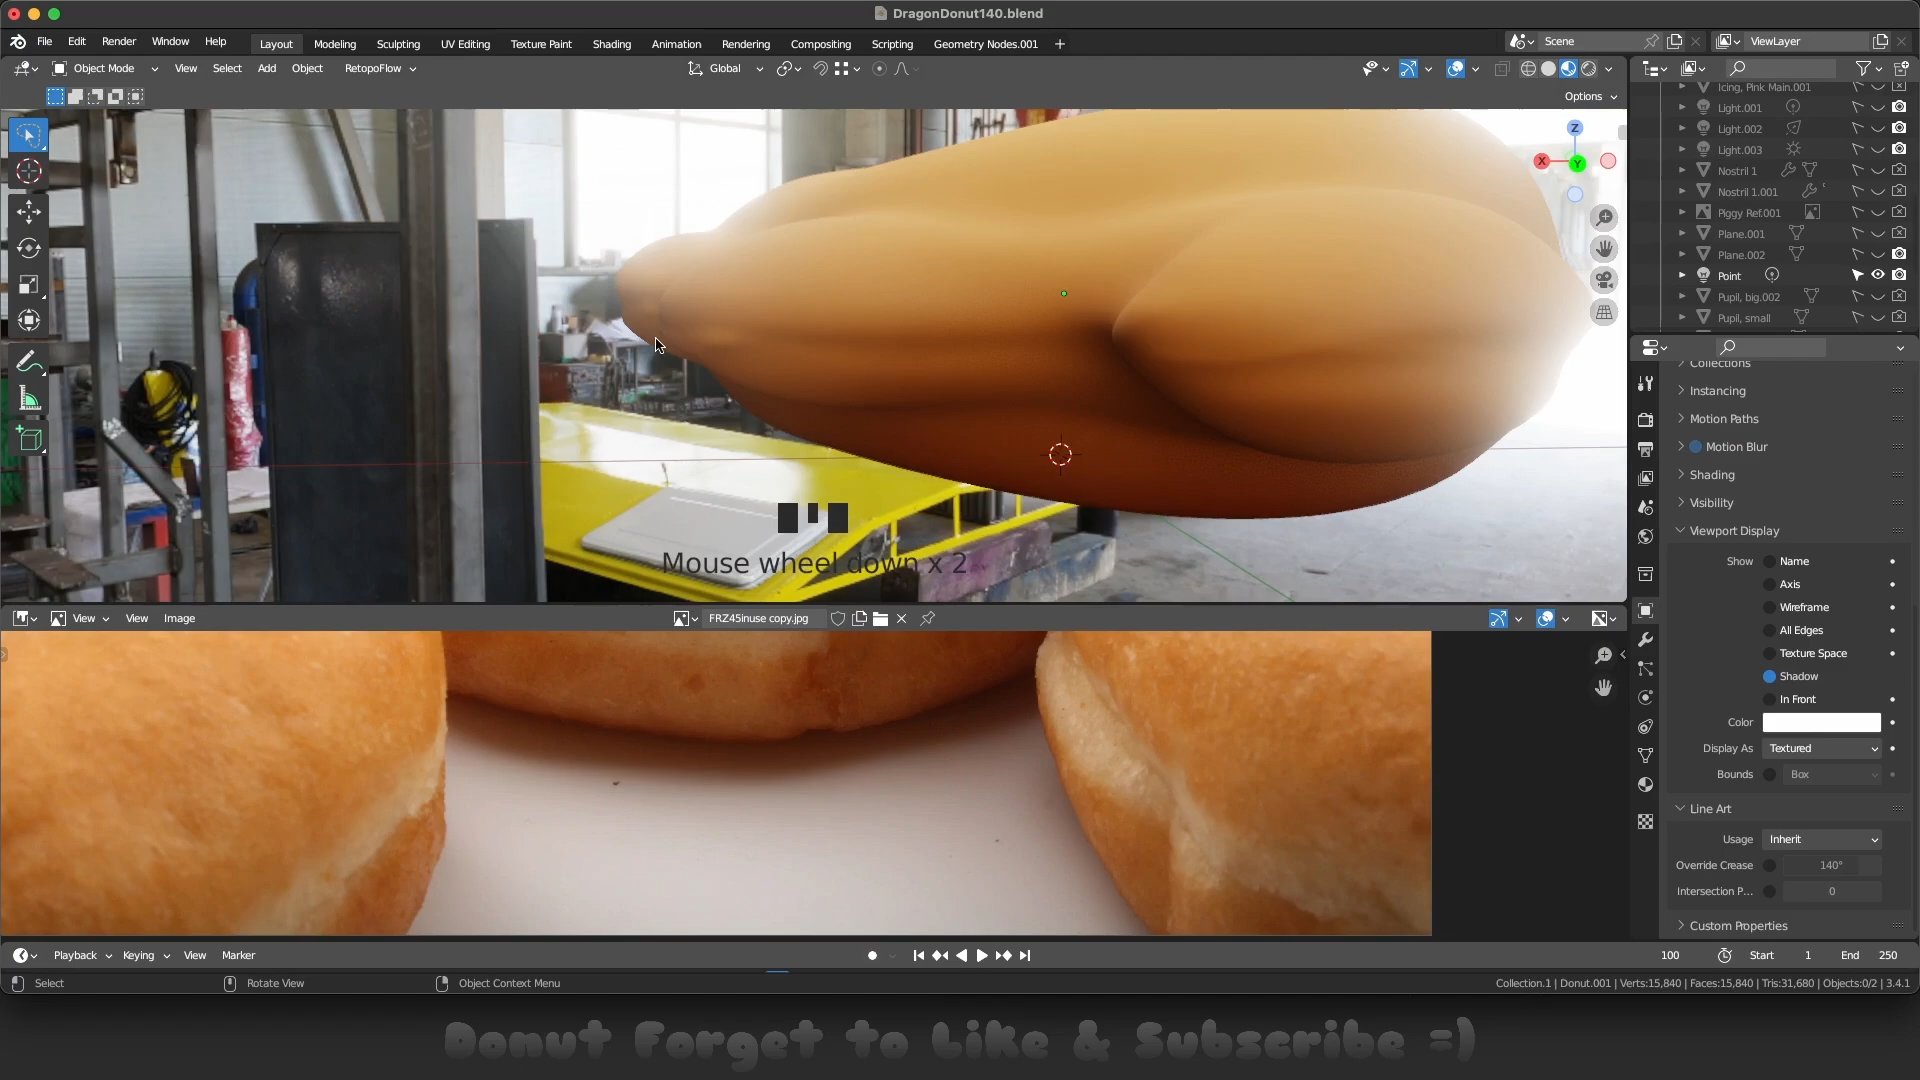 DragonDonut140.blend
File Edit Render Window Help Layout Modeling Sculpting UV Editing Texture Paint Shading Animation Rendering Compositing Scripting Geometry Nodes.001 + Scene ViewLayer
Object Mode View Select Add Object RetopoFlow Global
Options
Icing, Pink Main.001
Light.001
Light.002
Light.003
Nostril 1
Nostril 1.001
Piggy Ref.001
Plane.001
Plane.002
Point
Pupil, big.002
Pupil, small
Z
X
Y
Collections
Instancing
Motion Paths
Motion Blur
Shading
Visibility
Viewport Display
Show Name
Axis
Wireframe
All Edges
Texture Space
Shadow
In Front
Color
Display As Textured
Bounds Box
Line Art
Usage Inherit
Override Crease 140°
Intersection P... 0
Custom Properties
Mouse wheel down x 2
View View Image FRZ45inuse copy.jpg
Playback Keying View Marker 100 Start 1 End 250
Select Rotate View Object Context Menu Collection.1 | Donut.001 | Verts:15,840 | Faces:15,840 | Tris:31,680 | Objects:0/2 | 3.4.1
Donut Forget to Like & Subscribe =)